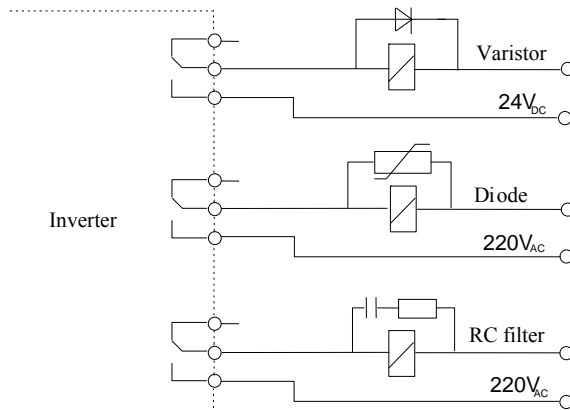 Varistor
24VDC
Diode
Inverter
220VAC
RC filter
220VAC